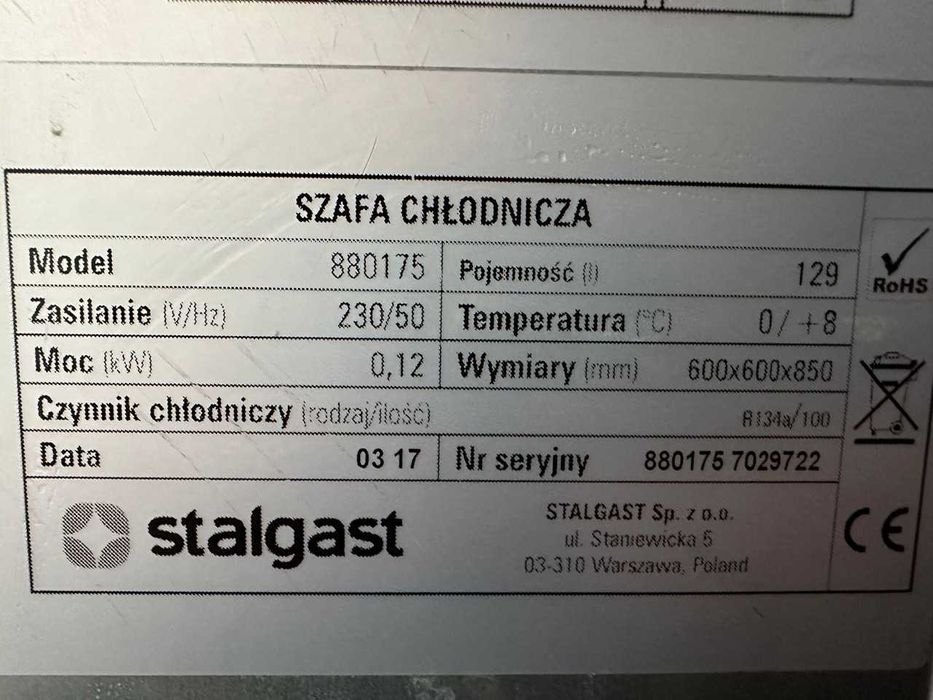 SZAFA CHŁODNICZA
Model 880175 Pojemność (l) 129
Zasilanie (V/Hz) 230/50 Temperatura (°C) 0/ +8
Moc (kW) 0,12 Wymiary (mm) 600x600x850
Czynnik chłodniczy (rodzaj/ilość) R134a/100
Data 03 17 Nr seryjny 880175 7029722
RoHS
stalgast
STALGAST Sp. z o.o.
ul. Staniewicka 5
03-310 Warszawa, Poland
CE